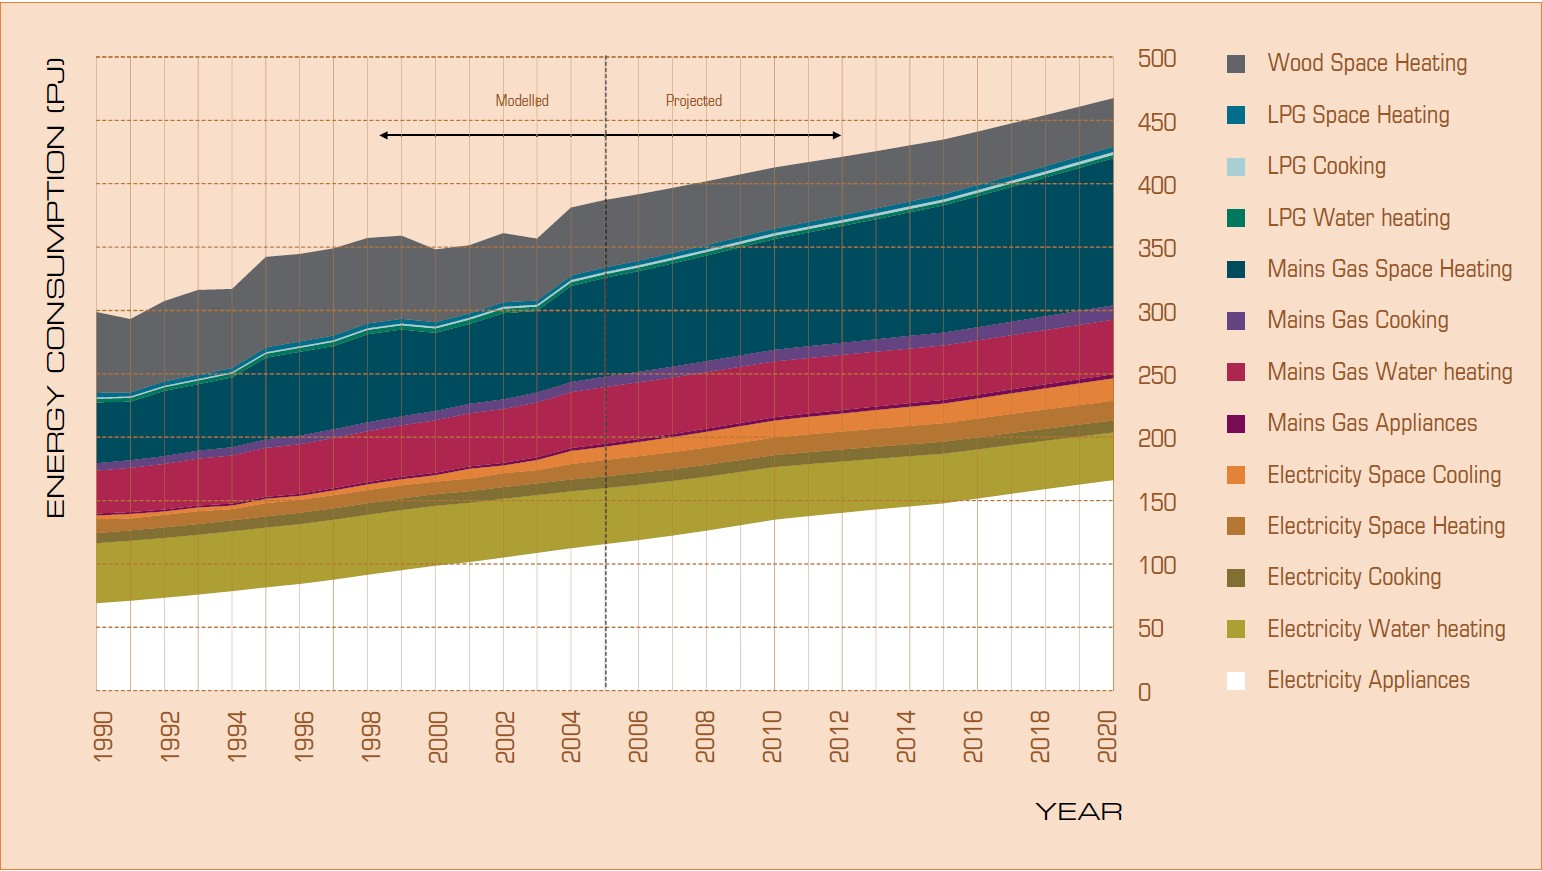 ENERGY CONSUMPTION (PJ)
Modelled
Projected
500
450
400
350
300
250
200
150
100
50
0
1990
1992
1994
1996
1998
2000
2002
2004
2006
2008
2010
2012
2014
2016
2018
2020
YEAR
Wood Space Heating
LPG Space Heating
LPG Cooking
LPG Water heating
Mains Gas Space Heating
Mains Gas Cooking
Mains Gas Water heating
Mains Gas Appliances
Electricity Space Cooling
Electricity Space Heating
Electricity Cooking
Electricity Water heating
Electricity Appliances